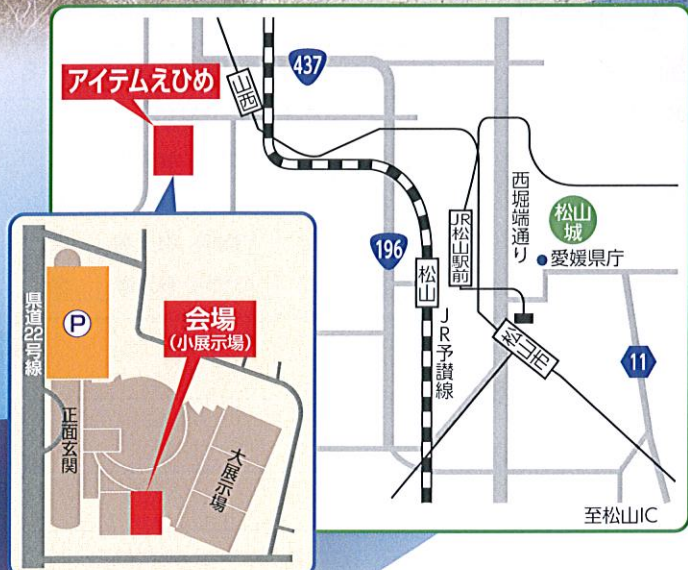 アイテムえひめ
437
山西
西堀端通り
松山城
愛媛県庁
JR松山駅前
196
松山
JR予讃線
松山市
11
至松山IC
県道22号線
P
会場
(小展示場)
正面玄関
大展示場